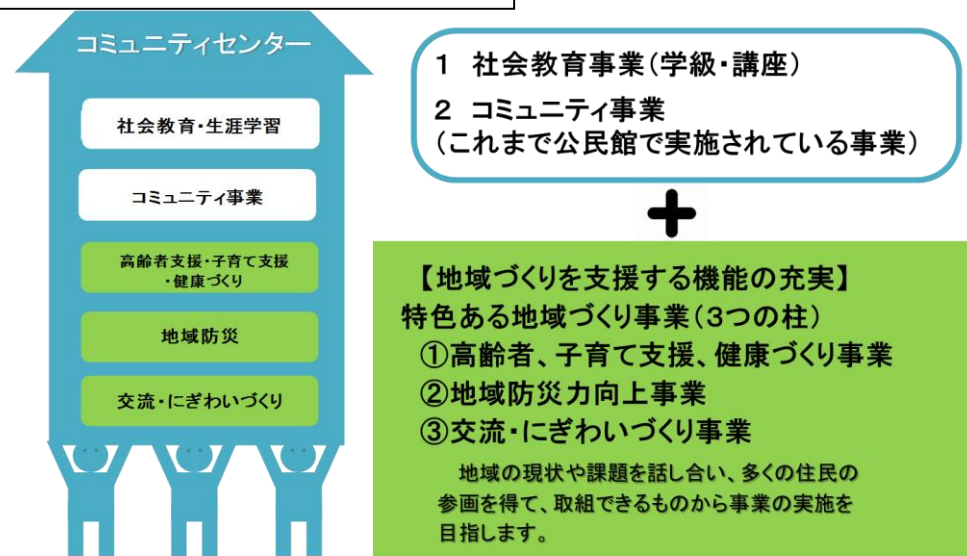 コミュニティセンター
社会教育・生涯学習
コミュニティ事業
高齢者支援・子育て支援
・健康づくり
地域防災
交流・にぎわいづくり
1 社会教育事業(学級・講座)
2 コミュニティ事業
(これまで公民館で実施されている事業)
+
【地域づくりを支援する機能の充実】
特色ある地域づくり事業(3つの柱)
①高齢者、子育て支援、健康づくり事業
②地域防災力向上事業
③交流・にぎわいづくり事業
地域の現状や課題を話し合い、多くの住民の
参画を得て、取組できるものから事業の実施を
目指します。